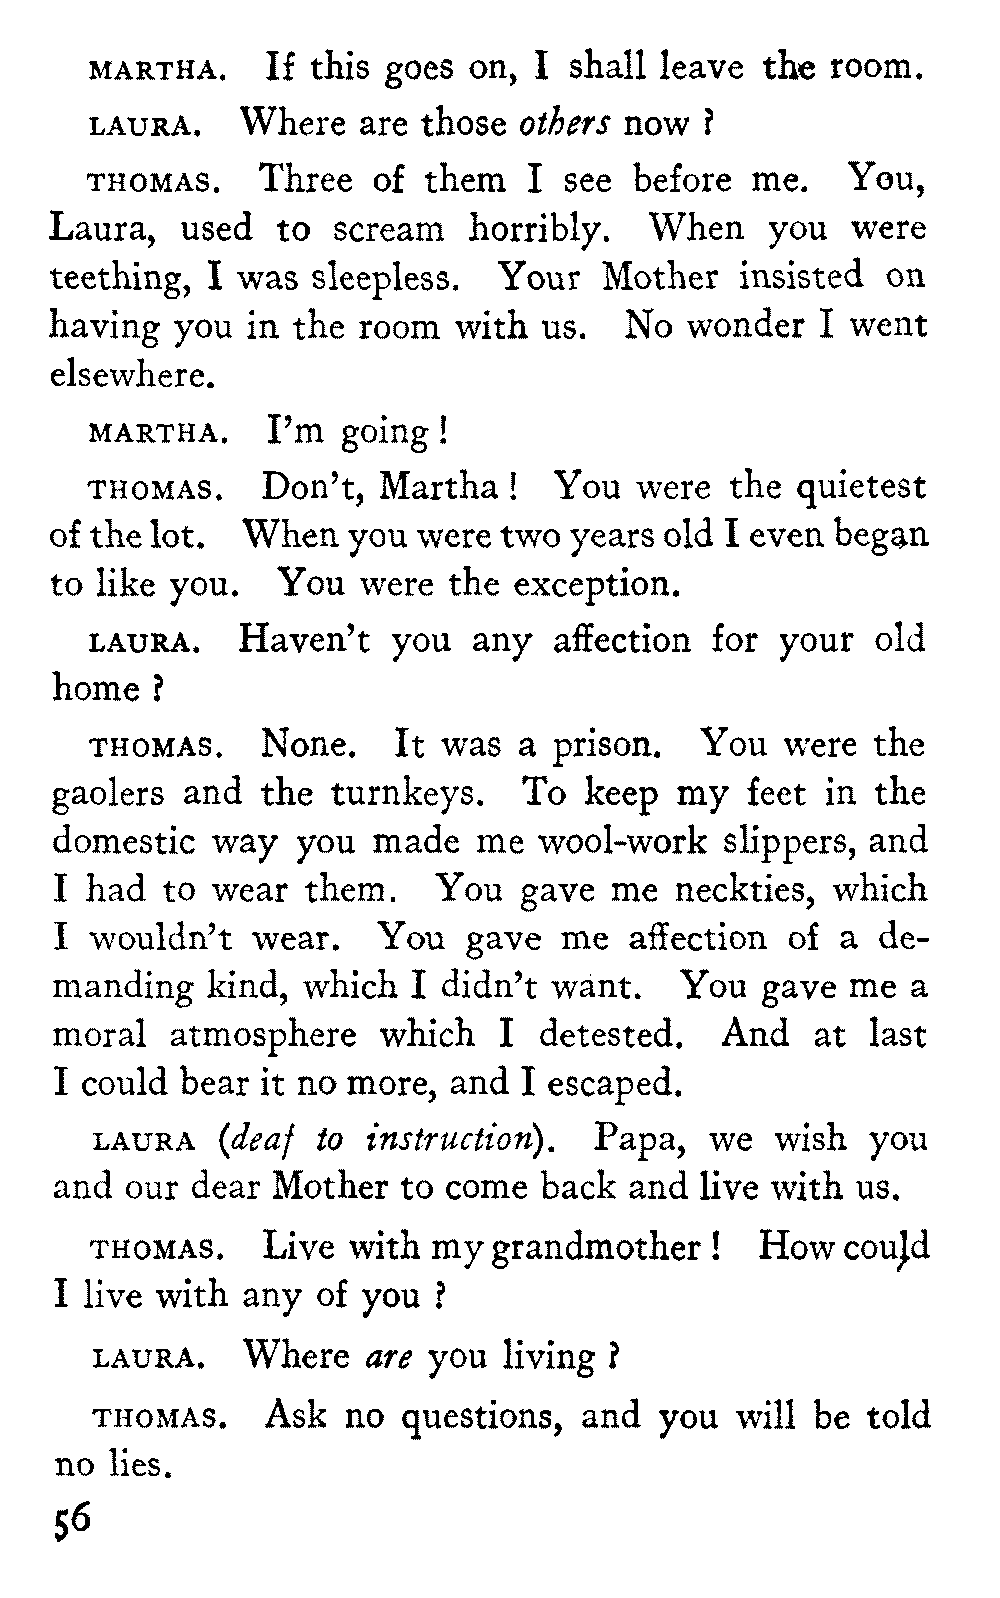 MARTHA. If this goes on, I shall leave the room.
LAURA. Where are those others now ?
THOMAS. Three of them I see before me. You,
Laura, used to scream horribly. When you were
teething, I was sleepless. Your Mother insisted on
having you in the room with us. No wonder I went
elsewhere.
MARTHA. I'm going !
THOMAS. Don't, Martha ! You were the quietest
of the lot. When you were two years old I even began
to like you. You were the exception.
LAURA. Haven't you any affection for your old
home ?
THOMAS. None. It was a prison. You were the
gaolers and the turnkeys. To keep my feet in the
domestic way you made me wool-work slippers, and
I had to wear them. You gave me neckties, which
I wouldn't wear. You gave me affection of a de-
manding kind, which I didn't want. You gave me a
moral atmosphere which I detested. And at last
I could bear it no more, and I escaped.
LAURA (deaf to instruction). Papa, we wish you
and our dear Mother to come back and live with us.
THOMAS. Live with my grandmother ! How could
I live with any of you ?
LAURA. Where are you living ?
THOMAS. Ask no questions, and you will be told
no lies.
56